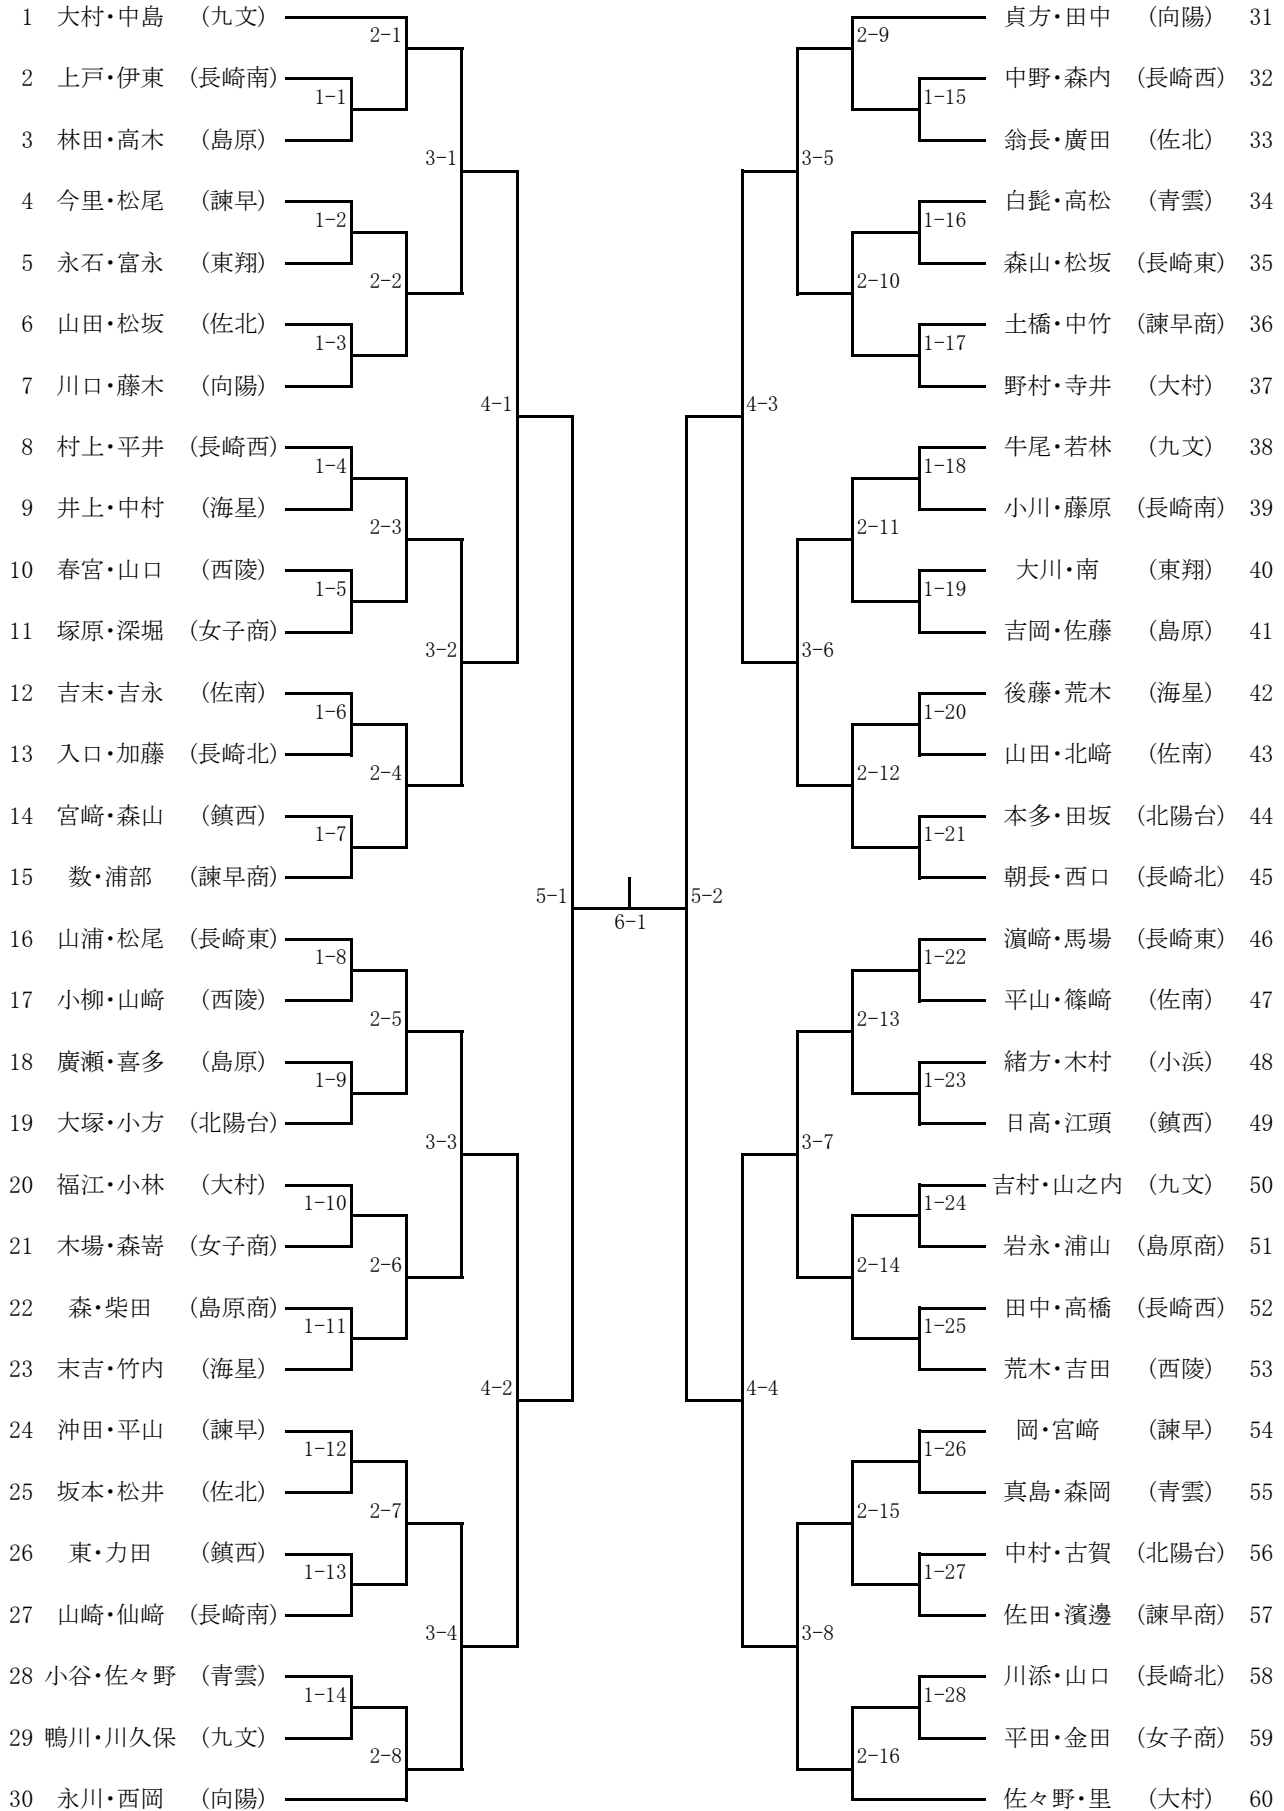 1 大村・中島 (九文)
2 上戸・伊東 (長崎南)
3 林田・高木 (島原)
4 今里・松尾 (諫早)
5 永石・富永 (東翔)
6 山田・松坂 (佐北)
7 川口・藤木 (向陽)
8 村上・平井 (長崎西)
9 井上・中村 (海星)
10 春宮・山口 (西陵)
11 塚原・深堀 (女子商)
12 吉末・吉永 (佐南)
13 入口・加藤 (長崎北)
14 宮﨑・森山 (鎮西)
15 数・浦部 (諫早商)
16 山浦・松尾 (長崎東)
17 小柳・山﨑 (西陵)
18 廣瀬・喜多 (島原)
19 大塚・小方 (北陽台)
20 福江・小林 (大村)
21 木場・森嵜 (女子商)
22 森・柴田 (島原商)
23 末吉・竹内 (海星)
24 沖田・平山 (諫早)
25 坂本・松井 (佐北)
26 東・力田 (鎮西)
27 山崎・仙﨑 (長崎南)
28 小谷・佐々野 (青雲)
29 鴨川・川久保 (九文)
30 永川・西岡 (向陽)
1-1
1-2
1-3
1-4
1-5
1-6
1-7
1-8
1-9
1-10
1-11
1-12
1-13
1-14
2-1
2-2
2-3
2-4
2-5
2-6
2-7
2-8
3-1
3-2
3-3
3-4
4-1
4-2
5-1
6-1
5-2
4-3
4-4
3-5
3-6
3-7
3-8
2-9
2-10
2-11
2-12
2-13
2-14
2-15
2-16
1-15
1-16
1-17
1-18
1-19
1-20
1-21
1-22
1-23
1-24
1-25
1-26
1-27
1-28
貞方・田中 (向陽) 31
中野・森内 (長崎西) 32
翁長・廣田 (佐北) 33
白髭・高松 (青雲) 34
森山・松坂 (長崎東) 35
土橋・中竹 (諫早商) 36
野村・寺井 (大村) 37
牛尾・若林 (九文) 38
小川・藤原 (長崎南) 39
大川・南 (東翔) 40
吉岡・佐藤 (島原) 41
後藤・荒木 (海星) 42
山田・北﨑 (佐南) 43
本多・田坂 (北陽台) 44
朝長・西口 (長崎北) 45
濵﨑・馬場 (長崎東) 46
平山・篠﨑 (佐南) 47
緒方・木村 (小浜) 48
日高・江頭 (鎮西) 49
吉村・山之内 (九文) 50
岩永・浦山 (島原商) 51
田中・高橋 (長崎西) 52
荒木・吉田 (西陵) 53
岡・宮﨑 (諫早) 54
真島・森岡 (青雲) 55
中村・古賀 (北陽台) 56
佐田・濱邊 (諫早商) 57
川添・山口 (長崎北) 58
平田・金田 (女子商) 59
佐々野・里 (大村) 60